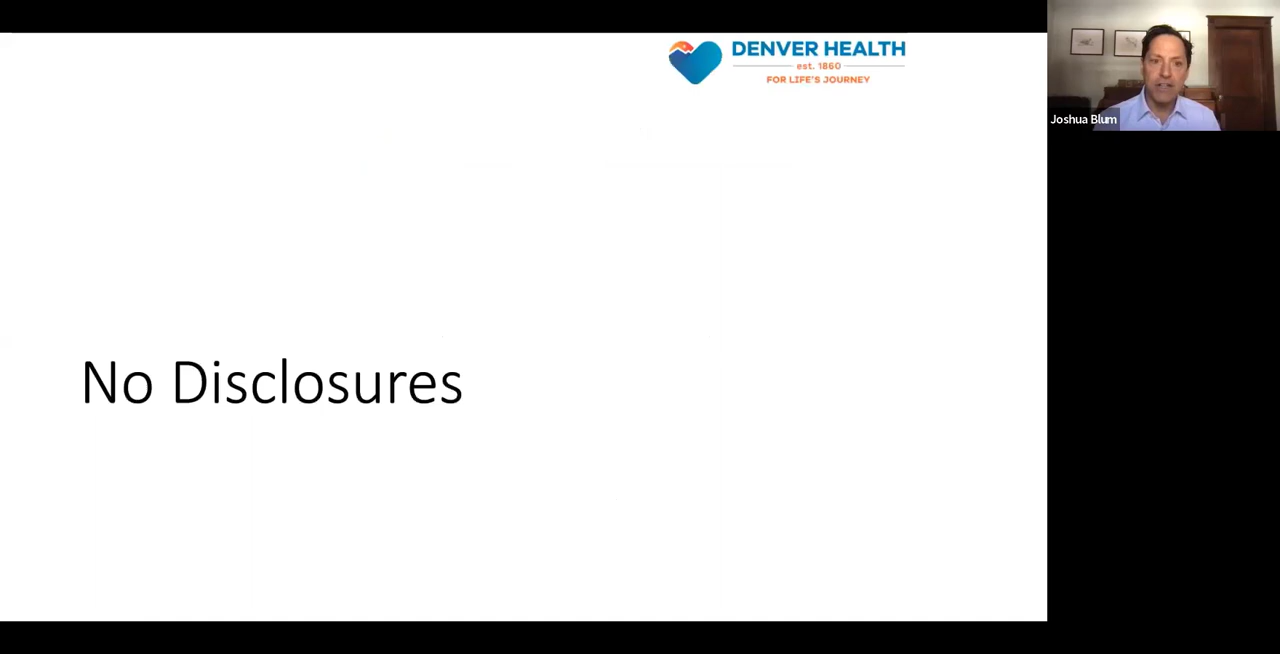 DENVER HEALTH
est. 1860
FOR LIFE'S JOURNEY
Joshua Blum
No Disclosures